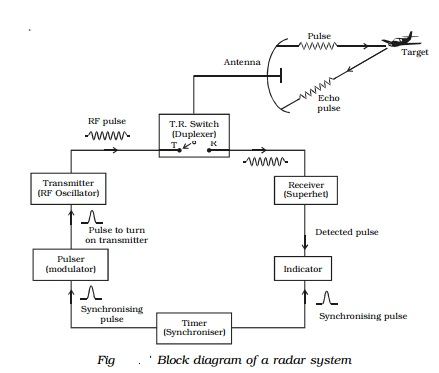 Pulse
Target
Antenna
Echo
pulse
RF pulse
T.R. Switch
(Duplexer)
T
R
Transmitter
(RF Oscillator)
Receiver
(Superhet)
Pulse to turn
on transmitter
Detected pulse
Pulser
(modulator)
Indicator
Synchronising
pulse
Timer
(Synchroniser)
Synchronising pulse
Fig . ' Block diagram of a radar system